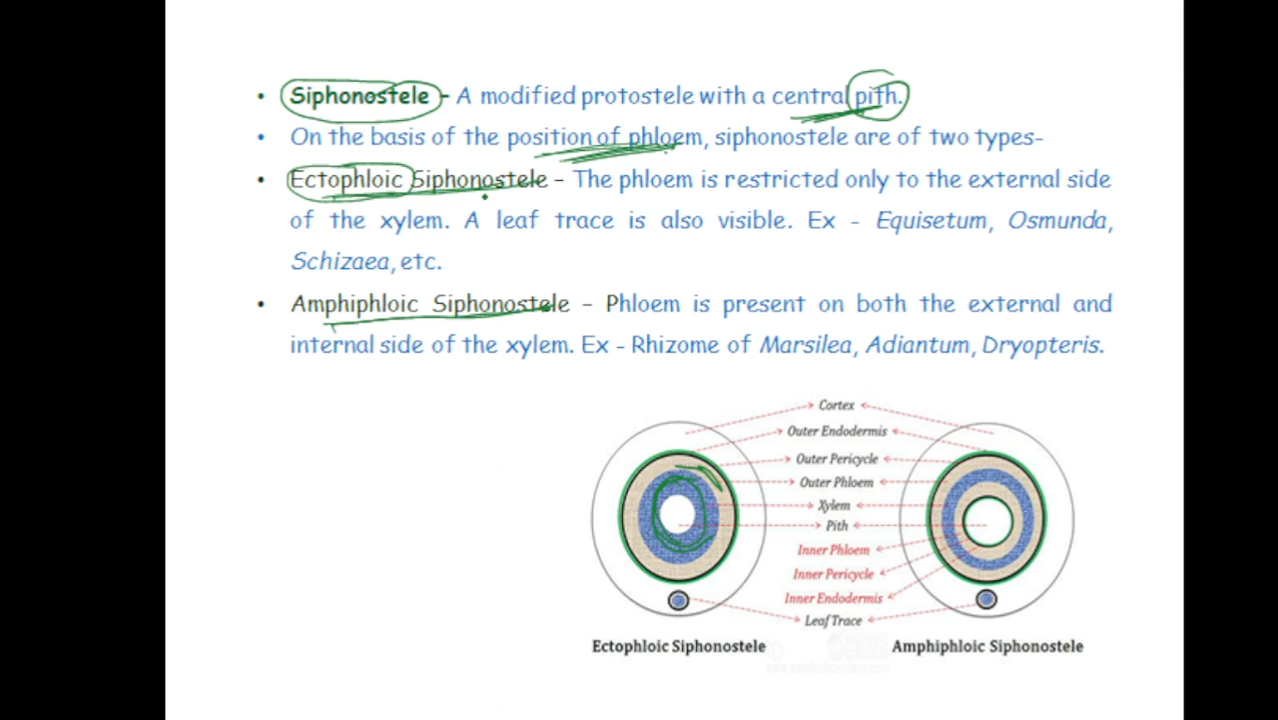 • Siphonostele - A modified protostele with a central pith.
• On the basis of the position of phloem, siphonostele are of two types-
• Ectophloic Siphonostele – The phloem is restricted only to the external side
of the xylem. A leaf trace is also visible. Ex - Equisetum, Osmunda,
Schizaea, etc.
• Amphiphloic Siphonostele – Phloem is present on both the external and
internal side of the xylem. Ex - Rhizome of Marsilea, Adiantum, Dryopteris.
Cortex
Outer Endodermis
Outer Pericycle
Outer Phloem
Xylem
Pith
Inner Phloem
Inner Pericycle
Inner Endodermis
Leaf Trace
Ectophloic Siphonostele
Amphiphloic Siphonostele